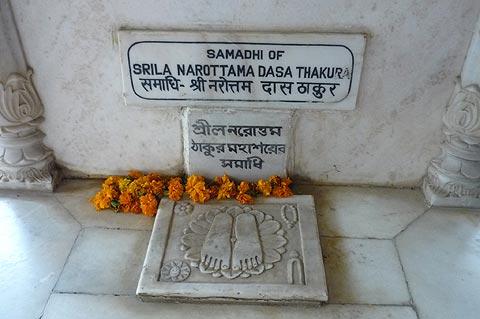 SAMADHI OF
SRILA NAROTTAMA DASA THAKURA
समाधि- श्री नरोत्तम दास ठाकुर
শ্রীল নরোত্তম
ঠাকুর মহাশয়ের
সমাধি